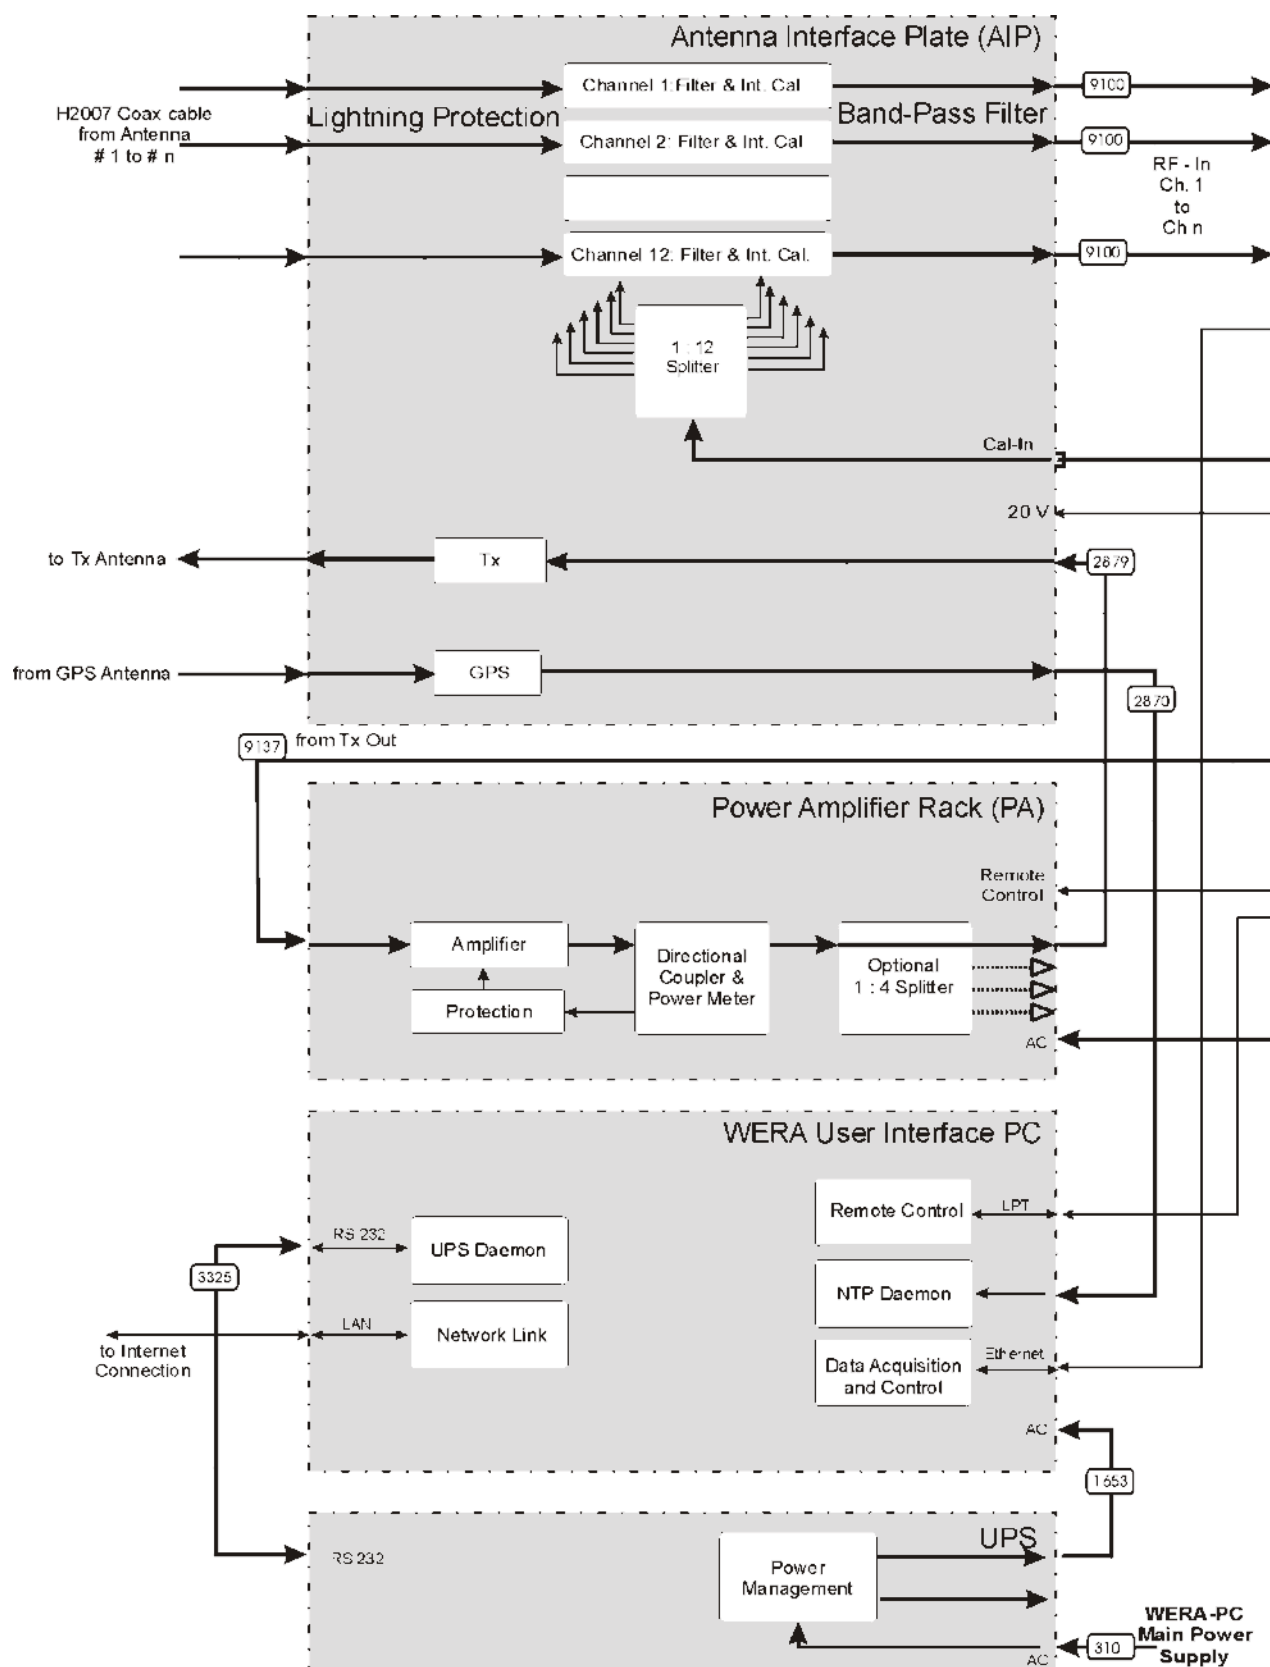 Antenna Interface Plate (AIP)
Channel 1: Filter & Int. Cal
9100
H2007 Coax cable
from Antenna
# 1 to # n
Lightning Protection
Band-Pass Filter
Channel 2: Filter & Int. Cal
9100
RF - In
Ch. 1
to
Ch n
Channel 12: Filter & Int. Cal.
9100
1 : 12
Splitter
Cal-In
20 V
to Tx Antenna
Tx
2879
from GPS Antenna
GPS
2870
9137
from Tx Out
Power Amplifier Rack (PA)
Remote
Control
Amplifier
Directional
Coupler &
Power Meter
Optional
1 : 4 Splitter
Protection
AC
WERA User Interface PC
Remote Control
LPT
RS 232
UPS Daemon
3325
NTP Daemon
LAN
Network Link
to Internet
Connection
Data Acquisition
and Control
Ethernet
AC
1653
UPS
RS 232
Power
Management
WERA-PC
Main Power
Supply
310
AC